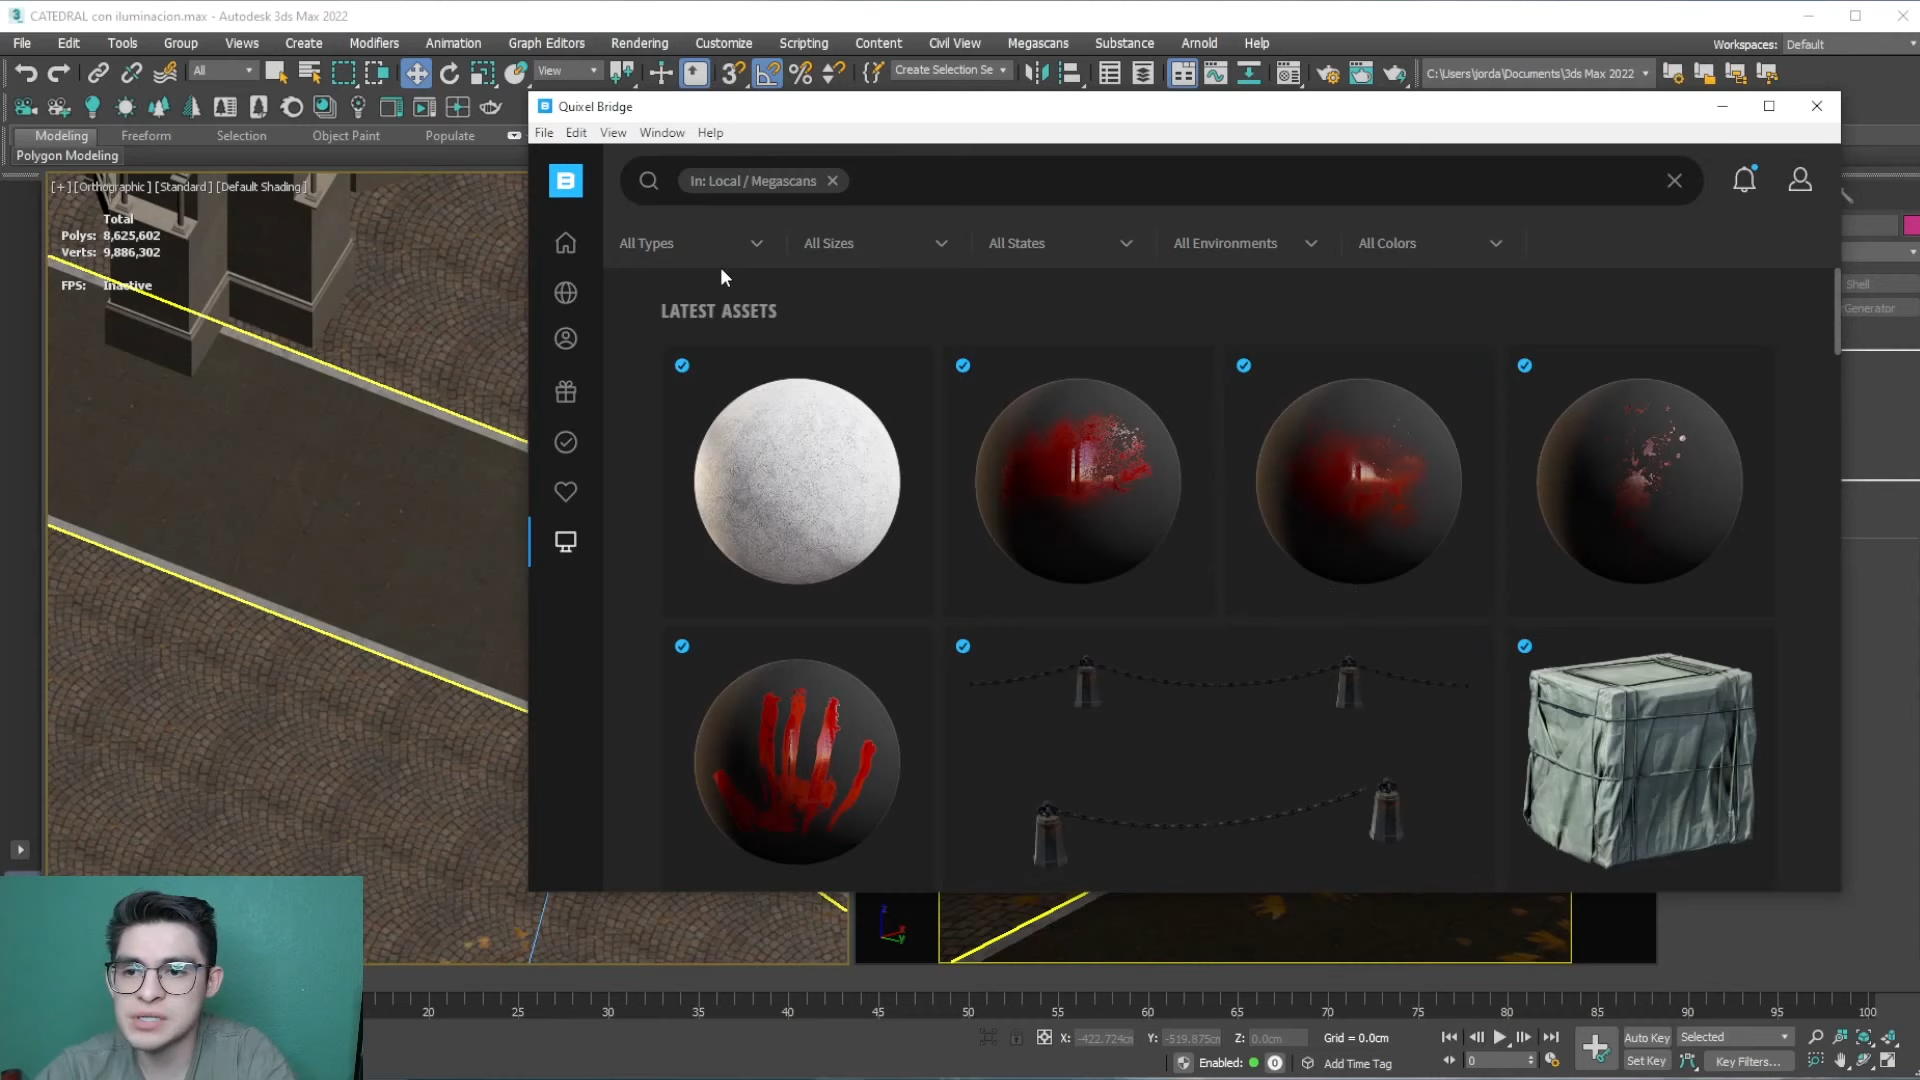 CATEDRAL con iluminacion.max - Autodesk 3ds Max 2022
File Edit Tools Group Views Create Modifiers Animation Graph Editors Rendering Customize Scripting Content Civil View Megascans Substance Arnold Help
Workspaces: Default
All
View
Create Selection Se
C:\Users\jorda\Documents\3ds Max 2022
Modeling Freeform Selection Object Paint Populate
Polygon Modeling
Quixel Bridge
File Edit View Window Help
In: Local / Megascans
All Types All Sizes All States All Environments All Colors
LATEST ASSETS
[+] [Orthographic] [Standard] [Default Shading]
Total
Polys: 8,625,602
Verts: 9,886,302
FPS: Inactive
Shell
Generator
z
x
y
20 25 30 35 40 45 50 55 60 65 70 75 80 85 90 95 100
X: -422.724cm Y: -519.875cm Z: 0.0cm Grid = 0.0cm
Enabled: 0 Add Time Tag
0
Auto Key Selected
Set Key Key Filters...